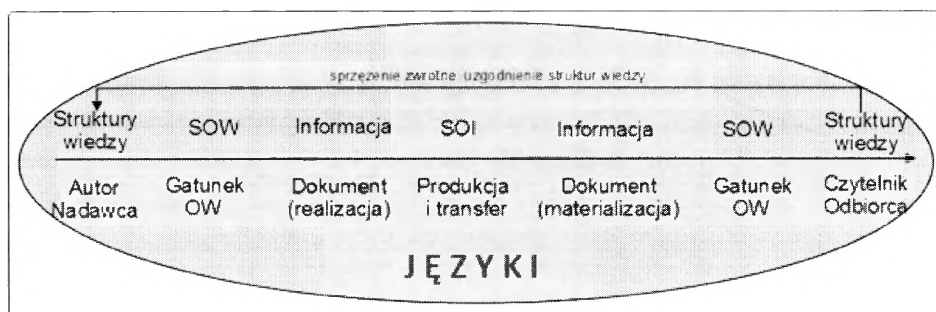 sprzężenie zwrotne: uzgodnienie struktur wiedzy
Struktury wiedzy SOW Informacja SOI Informacja SOW Struktury wiedzy
Autor Nadawca Gatunek OW Dokument (realizacja) Produkcja i transfer Dokument (materializacja) Gatunek OW Czytelnik Odbiorca
JĘZYKI